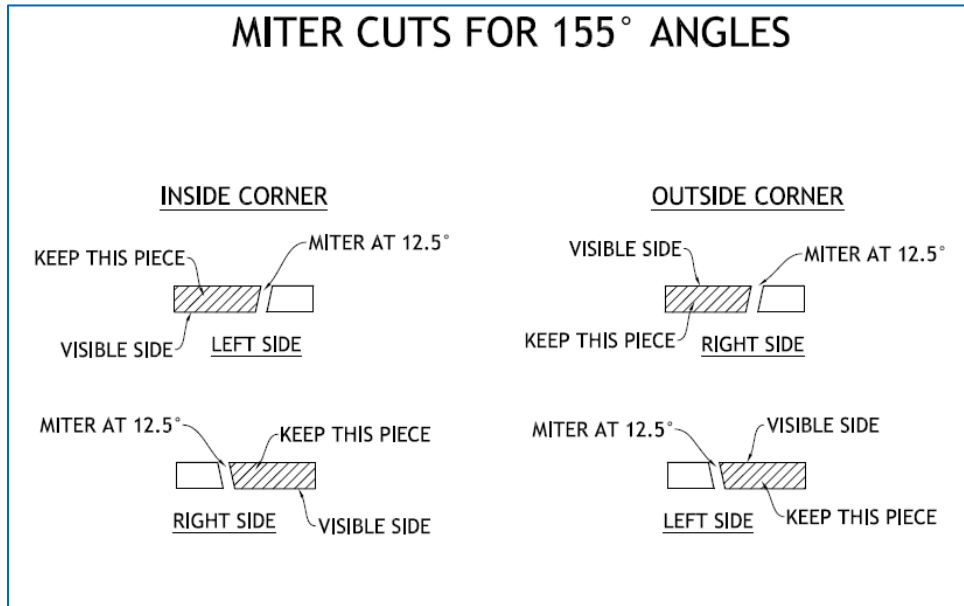 MITER CUTS FOR 155° ANGLES
INSIDE CORNER
KEEP THIS PIECE
MITER AT 12.5°
VISIBLE SIDE
LEFT SIDE
MITER AT 12.5°
KEEP THIS PIECE
RIGHT SIDE
VISIBLE SIDE
OUTSIDE CORNER
VISIBLE SIDE
MITER AT 12.5°
KEEP THIS PIECE
RIGHT SIDE
MITER AT 12.5°
VISIBLE SIDE
LEFT SIDE
KEEP THIS PIECE